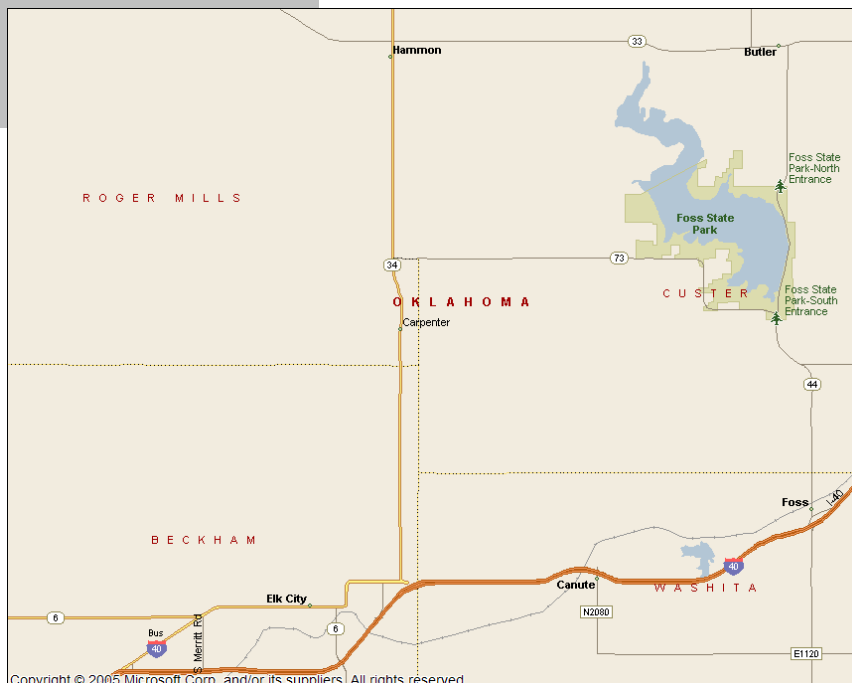 33
Hammon
Butler
Foss State
Park-North
Entrance
ROGER MILLS
Foss State
Park
73
34
CUSTER
Foss State
Park-South
Entrance
OKLAHOMA
Carpenter
44
I-40
Foss
BECKHAM
40
Canute
WASHITA
Elk City
N2080
6
6
Bus
40
S Merritt Rd
E1120
Copyright © 2005 Microsoft Corp. and/or its suppliers. All rights reserved.